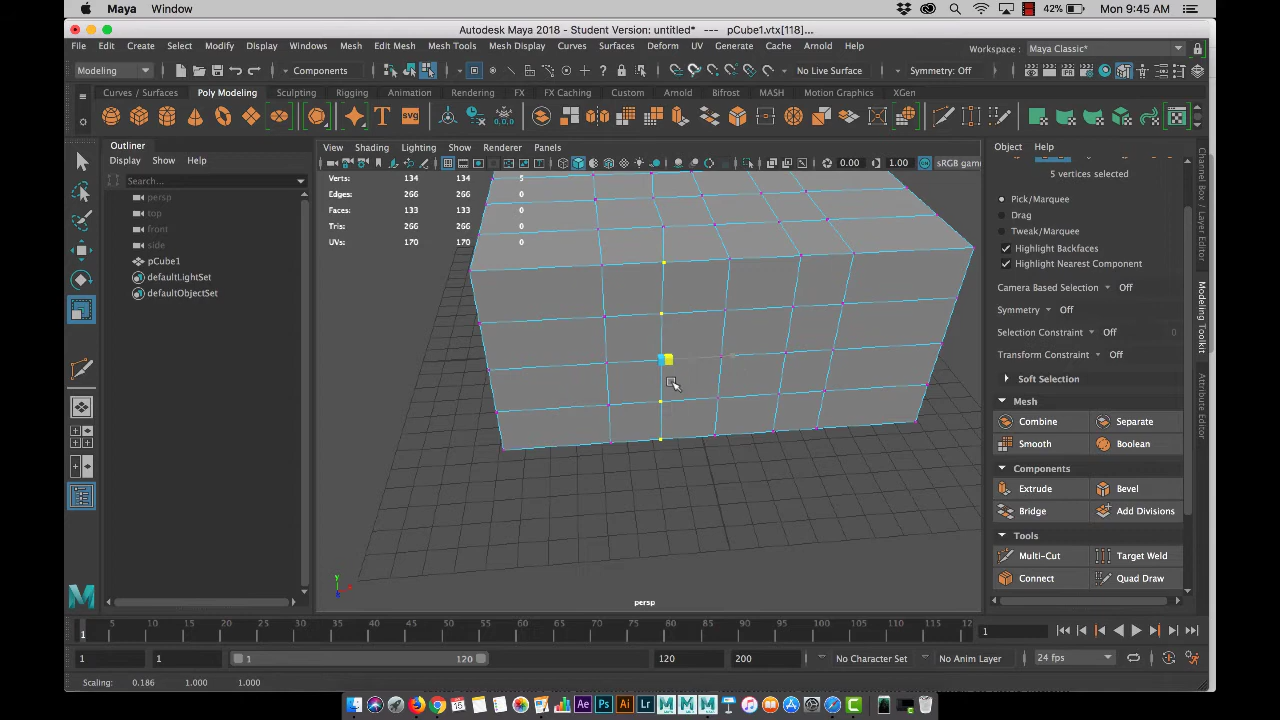 Maya Window
42% Mon 9:45 AM
Autodesk Maya 2018 - Student Version: untitled* --- pCube1.vtx[118]...
File Edit Create Select Modify Display Windows Mesh Edit Mesh Mesh Tools Mesh Display Curves Surfaces Deform UV Generate Cache Arnold Help
Workspace : Maya Classic*
Modeling Components No Live Surface Symmetry: Off
Curves / Surfaces Poly Modeling Sculpting Rigging Animation Rendering FX FX Caching Custom Arnold Bifrost MASH Motion Graphics XGen
Outliner
Display Show Help
Search...
persp
top
front
side
pCube1
defaultLightSet
defaultObjectSet
View Shading Lighting Show Renderer Panels
0.00 1.00 sRGB gam
Verts: 134 134 5
Edges: 266 266 0
Faces: 133 133 0
Tris: 266 266 0
UVs: 170 170 0
persp
Object Help
5 vertices selected
Pick/Marquee
Drag
Tweak/Marquee
Highlight Backfaces
Highlight Nearest Component
Camera Based Selection Off
Symmetry Off
Selection Constraint Off 0
Transform Constraint Off
Soft Selection
Mesh
Combine Separate
Smooth Boolean
Components
Extrude Bevel
Bridge Add Divisions
Tools
Multi-Cut Target Weld
Connect Quad Draw
Channel Box / Layer Editor
Modeling Toolkit
Attribute Editor
1 5 10 15 20 25 30 35 40 45 50 55 60 65 70 75 80 85 90 95 100 105 110 115 12
1
1 1 1 120 120 200 No Character Set No Anim Layer 24 fps
Scaling: 0.186 1.000 1.000